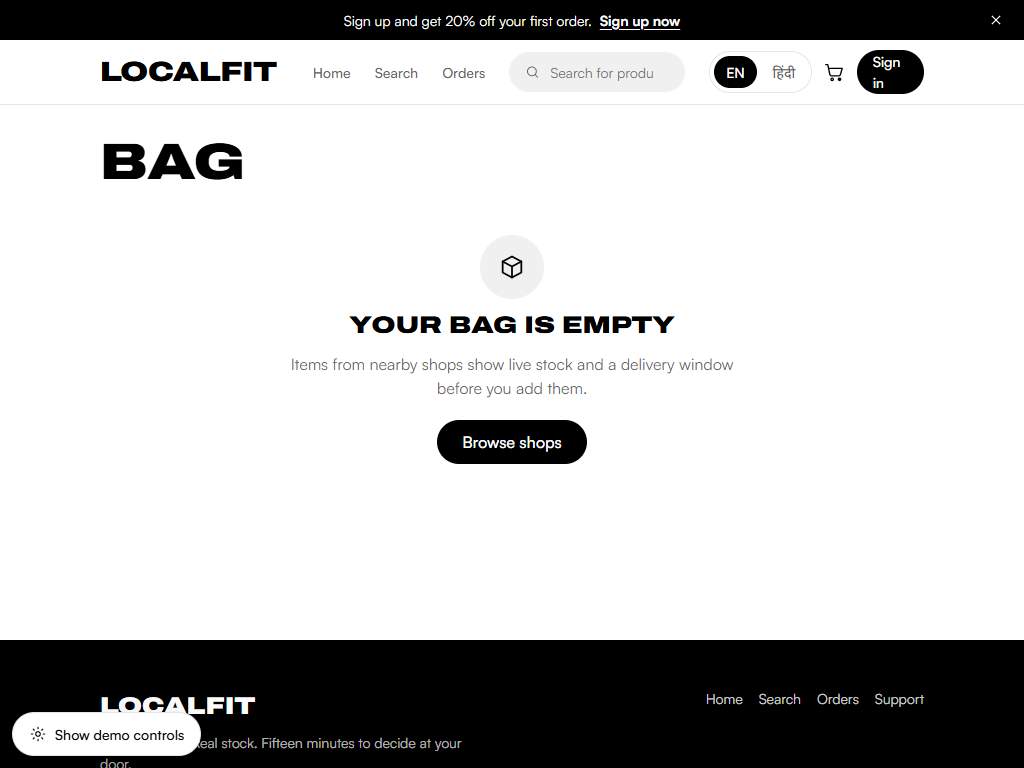 Sign up and get 20% off your first order. Sign up now
LOCALFIT
Home Search Orders
Search for produ
EN हिंदी
Sign
in
BAG
YOUR BAG IS EMPTY
Items from nearby shops show live stock and a delivery window
before you add them.
Browse shops
LOCALFIT
Home Search Orders Support
Show demo controls
stock. Fifteen minutes to decide at your
door.